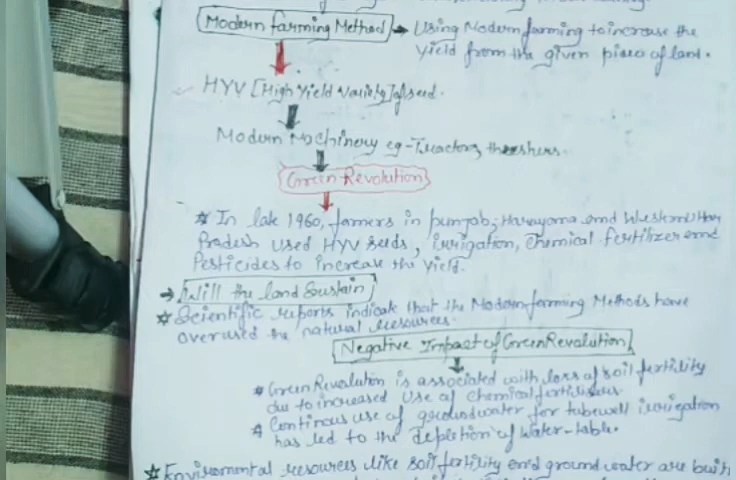 Modern farming Method → Using Modern farming to increase the
Yield from the given piece of land.
HYV [High Yield Variety] of seed.
Modern Machinery eg- Tractors, threshers.
Green Revolution
☆ In late 1960, farmers in punjab, Harayama and Western Uttar
Pradesh used HYV seeds, irrigation, chemical fertilizer and
Pesticides to increase the yield.
→ Will the land Sustain
☆ Scientific reports indicate that the Modern farming Methods have
overused the natural resources.
Negative Impact of Green Revolution
* Green Revolution is associated with loss of soil fertility
due to increased use of chemical fertilisers.
* Continous use of groundwater for tubewell irrigation
has led to the depletion of water-table.
☆ Enviromental resources like soil fertility and ground water are built